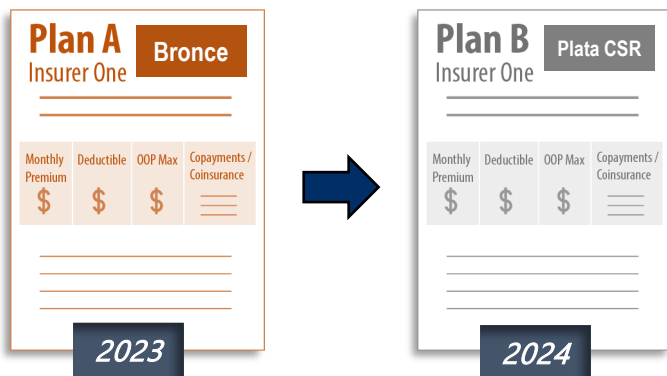 Plan A
Bronce
Insurer One
Monthly Premium
Deductible
OOP Max
Copayments / Coinsurance
$
$
$
2023
Plan B
Plata CSR
Insurer One
Monthly Premium
Deductible
OOP Max
Copayments / Coinsurance
$
$
$
2024